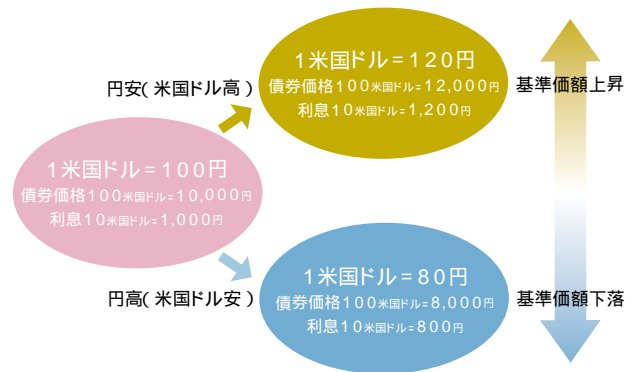 1米国ドル=120円
債券価格100米国ドル=12,000円
利息10米国ドル=1,200円
円安(米国ドル高)
基準価額上昇
1米国ドル=100円
債券価格100米国ドル=10,000円
利息10米国ドル=1,000円
1米国ドル=80円
債券価格100米国ドル=8,000円
利息10米国ドル=800円
円高(米国ドル安)
基準価額下落